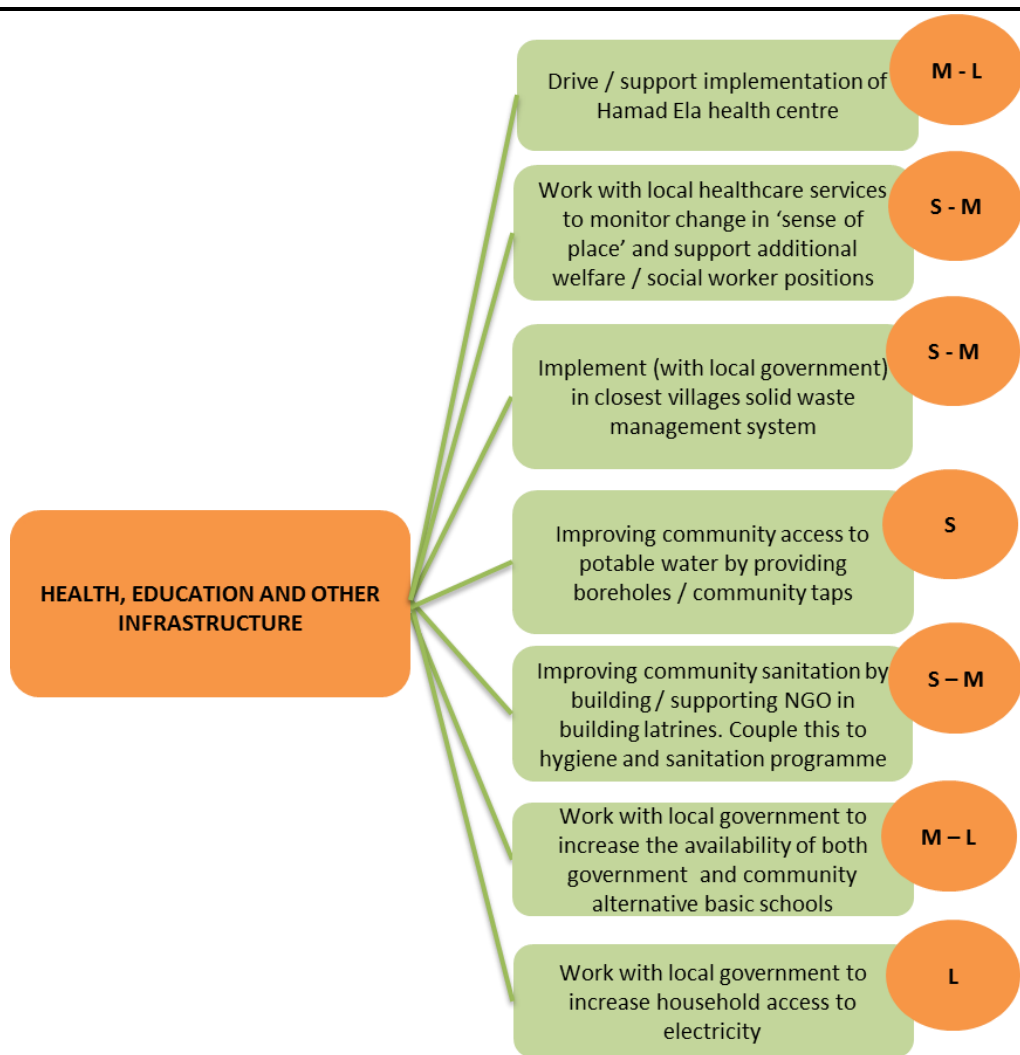 M - L
Drive / support implementation of
Hamad Ela health centre
S - M
Work with local healthcare services
to monitor change in ‘sense of
place’ and support additional
welfare / social worker positions
S - M
Implement (with local government)
in closest villages solid waste
management system
S
Improving community access to
potable water by providing
boreholes / community taps
HEALTH, EDUCATION AND OTHER
INFRASTRUCTURE
S – M
Improving community sanitation by
building / supporting NGO in
building latrines. Couple this to
hygiene and sanitation programme
M – L
Work with local government to
increase the availability of both
government and community
alternative basic schools
L
Work with local government to
increase household access to
electricity